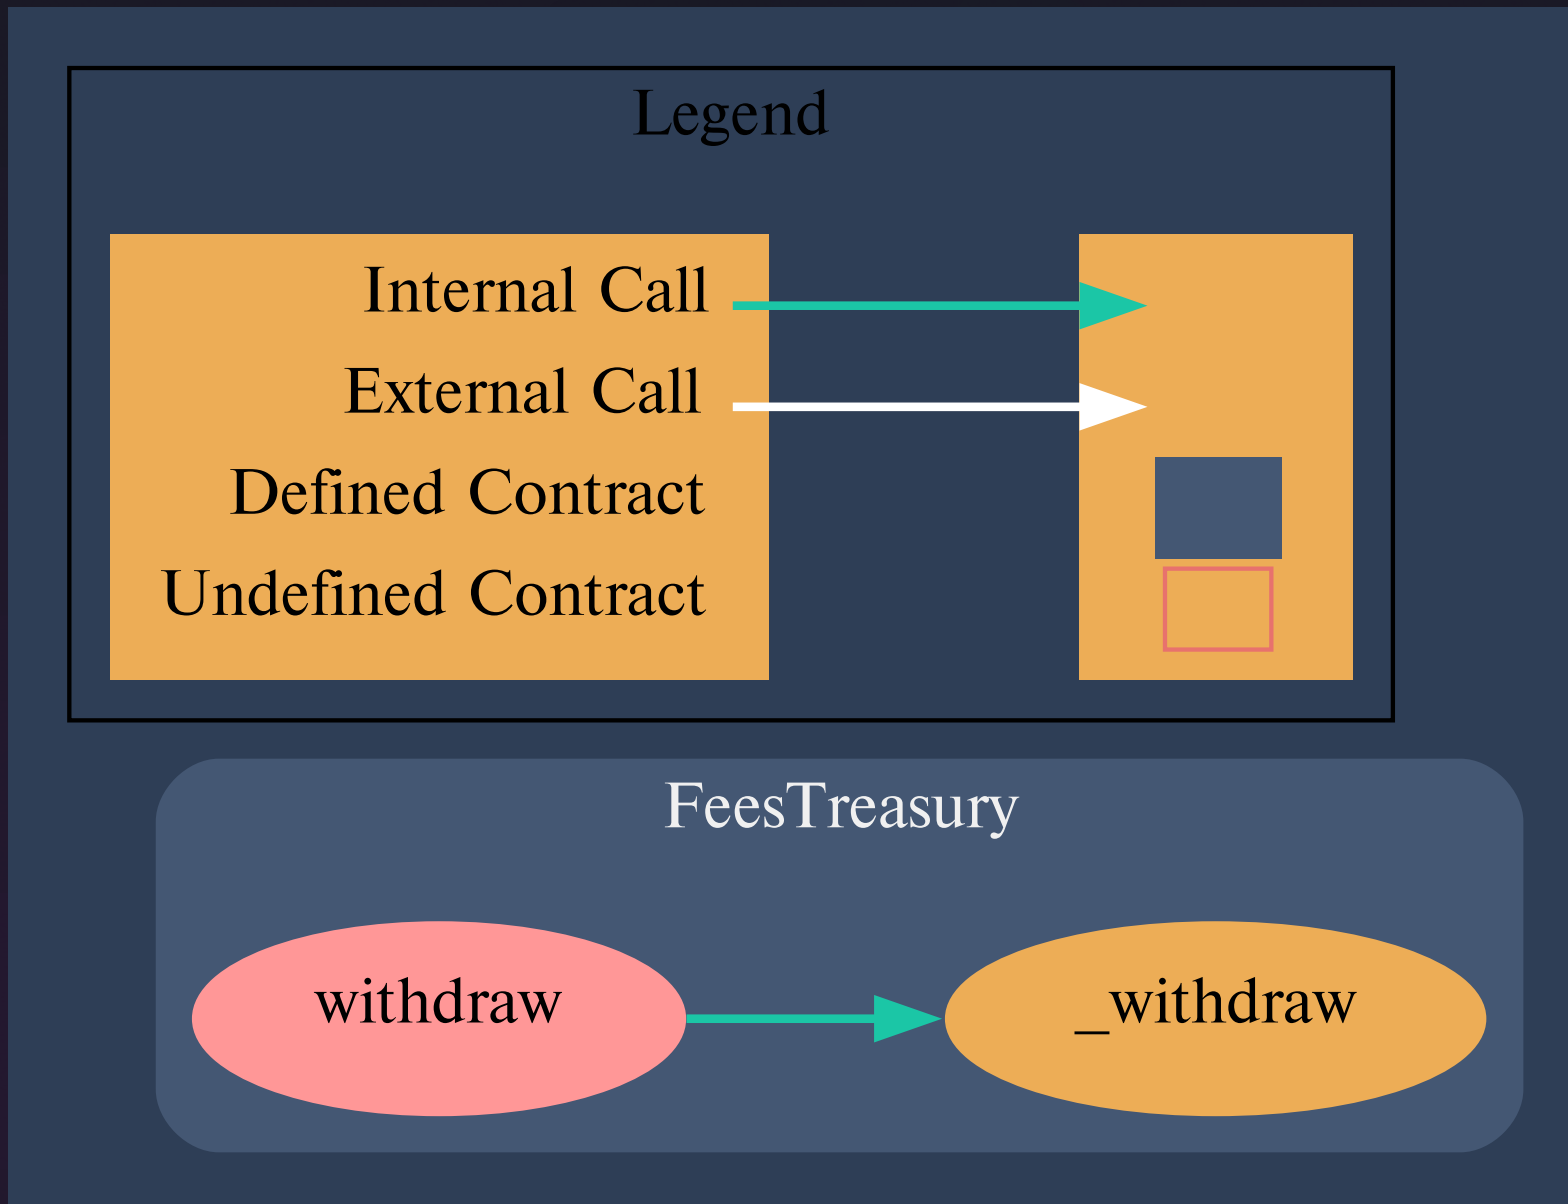 Legend
Internal Call
External Call
Defined Contract
Undefined Contract
FeesTreasury
withdraw
_withdraw